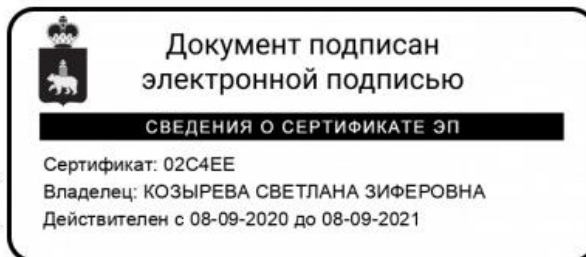 Документ подписан
электронной подписью
СВЕДЕНИЯ О СЕРТИФИКАТЕ ЭП
Сертификат: 02C4EE
Владелец: КОЗЫРЕВА СВЕТЛАНА ЗИФЕРОВНА
Действителен с 08-09-2020 до 08-09-2021